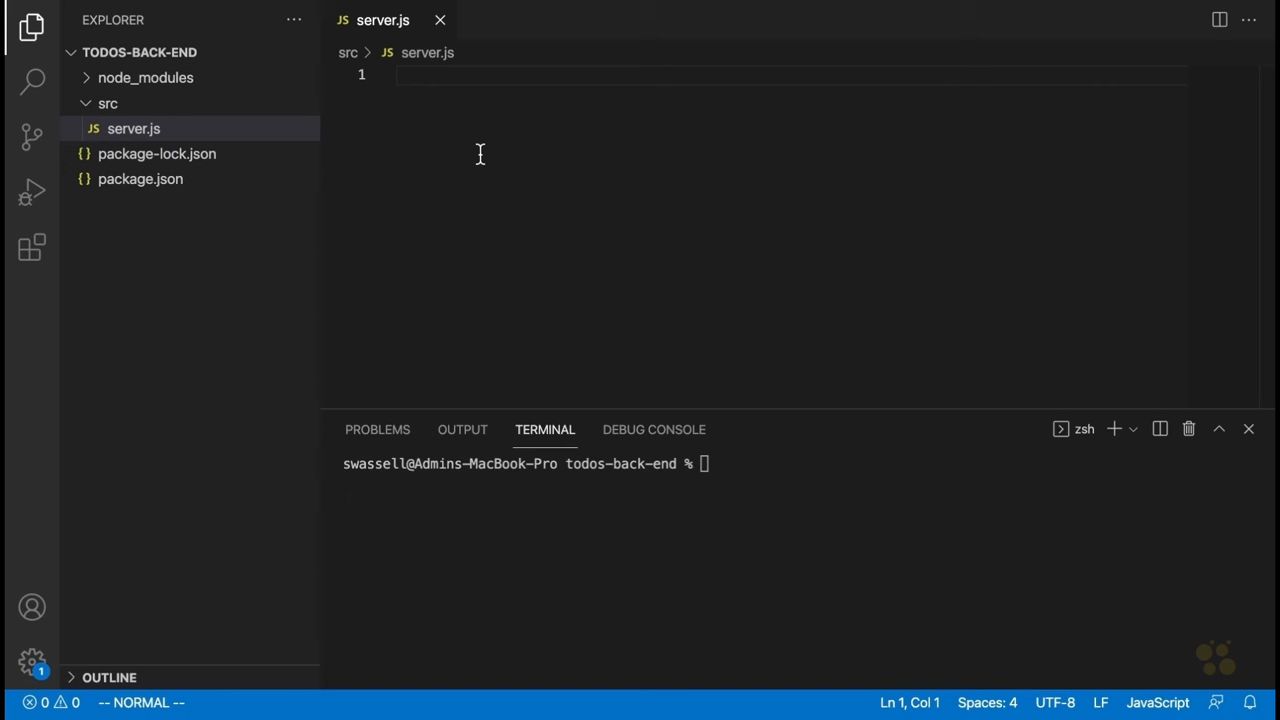 EXPLORER
TODOS-BACK-END
node_modules
src
JS server.js
{} package-lock.json
{} package.json
OUTLINE
JS server.js
src > JS server.js
1
PROBLEMS OUTPUT TERMINAL DEBUG CONSOLE
zsh
swassell@Admins-MacBook-Pro todos-back-end %
1
0 0 -- NORMAL --
Ln 1, Col 1 Spaces: 4 UTF-8 LF JavaScript